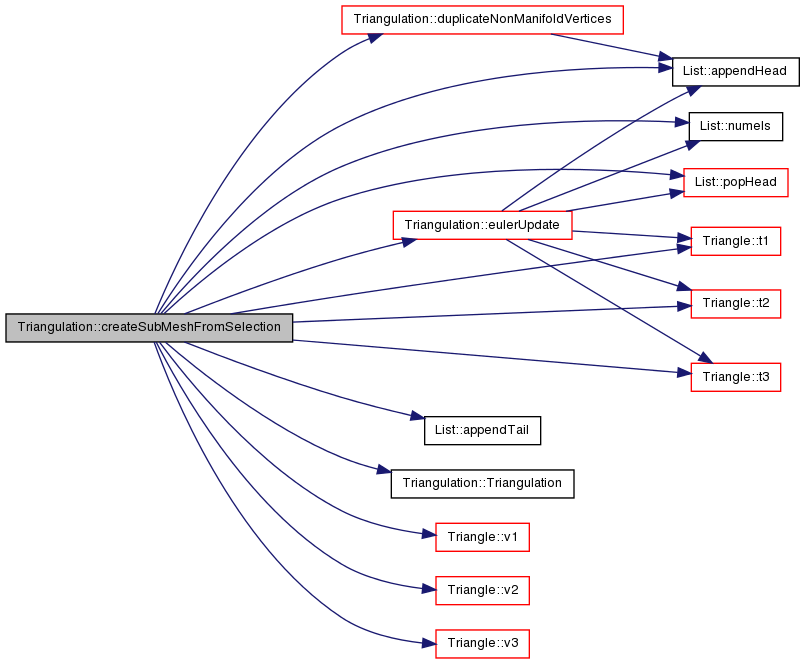 Triangulation::duplicateNonManifoldVertices
List::appendHead
List::numels
List::popHead
Triangulation::eulerUpdate
Triangle::t1
Triangle::t2
Triangulation::createSubMeshFromSelection
Triangle::t3
List::appendTail
Triangulation::Triangulation
Triangle::v1
Triangle::v2
Triangle::v3